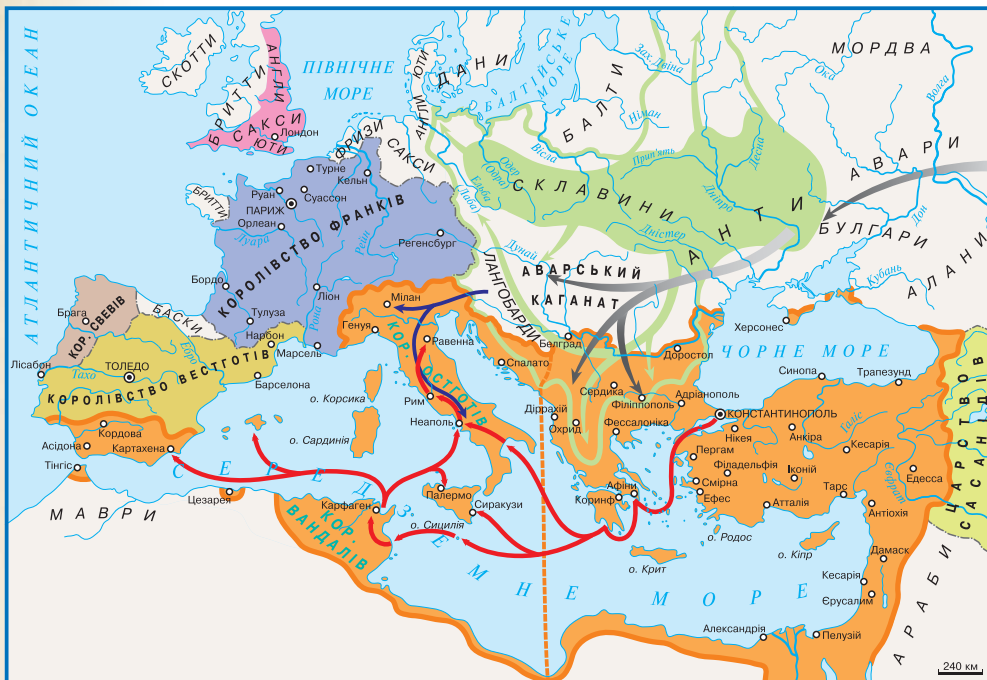 АТЛАНТИЧНИЙ ОКЕАН
СКОТТИ
БРИТТИ
АНГЛИ
САКСИ
ЮТИ
Лондон
ПІВНІЧНЕ
МОРЕ
ЮТИ
АНГЛИ
ДАНИ
БАЛТІЙСЬКЕ
МОРЕ
БАЛТИ
Зах. Двіна
Німан
МОРДВА
Ока
Волга
ФРИЗИ
САКСИ
Турне
Кельн
Руан
Суассон
ПАРИЖ
Орлеан
БРИТТИ
Луара
Рейн
КОРОЛІВСТВО ФРАНКІВ
Регенсбург
Бордо
Ліон
Рона
Тулуза
Нарбон
Марсель
Ельба
(Лаба)
Одер
(Одра)
Вісла
Прип'ять
Десна
Дніпро
Дністер
Дунай
СКЛАВИНИ
АНТИ
АВАРИ
Дон
БУЛГАРИ
Кубань
АЛАНИ
АВАРСЬКИЙ
КАГАНАТ
ЛАНГОБАРДИ
Брага
КОР. СВЕВІВ
БАСКИ
Лісабон
Тахо
ТОЛЕДО
Ебро
КОРОЛІВСТВО ВЕСТГОТІВ
Барселона
Кордова
Асідона
Картахена
Тінгіс
МАВРИ
Цезарея
Мілан
Генуя
Равенна
КОР. ОСТГОТІВ
Рим
Неаполь
о. Корсика
о. Сардинія
Палермо
Сиракузи
о. Сицилія
Карфаген
КОР.
ВАНДАЛІВ
Спалато
Белград
Доростол
Сердика
Філіппополь
Адріанополь
Діррахій
Охрид
Фессалоніка
КОНСТАНТИНОПОЛЬ
Афіни
Коринф
Херсонес
ЧОРНЕ МОРЕ
Синопа
Трапезунд
Нікея
Анкіра
Галіс
Кесарія
Пергам
Філадельфія
Смірна
Ефес
Іконій
Атталія
Тарс
Едесса
Євфрат
Антіохія
о. Родос
о. Крит
о. Кіпр
Дамаск
Кесарія
Єрусалим
Александрія
Пелузій
СЕРЕДЗЕМНЕ МОРЕ
ЦАРСТВО
САСАНІДІВ
АРАБИ
240 км